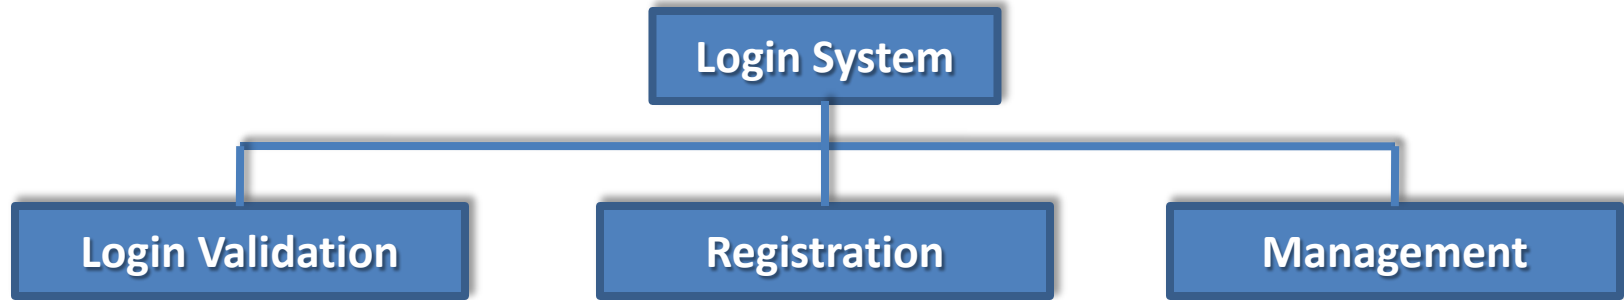 Login System
Login Validation
Registration
Management